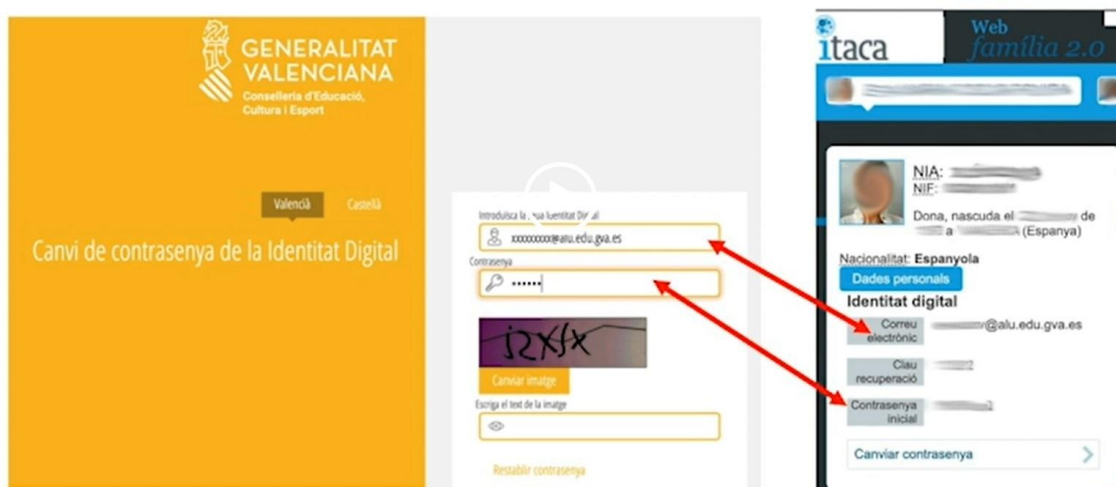 GENERALITAT
VALENCIANA
Conselleria d'Educació,
Cultura i Esport
Valencià
Castellà
Canvi de contrasenya de la Identitat Digital
Introduïsca la
xxxxxxxxx@alu.edu.gva.es
Contrasenya
••••••
Canviar imatge
Escriga el text de la imatge
Restablir contrasenya
itaca
Web
família 2.0
NIA:
NIF:
Dona, nascuda el de
a (Espanya)
Nacionalitat: Espanyola
Dades personals
Identitat digital
Correu
electrònic
@alu.edu.gva.es
Clau
recuperació
Contrasenya
inicial
Canviar contrasenya